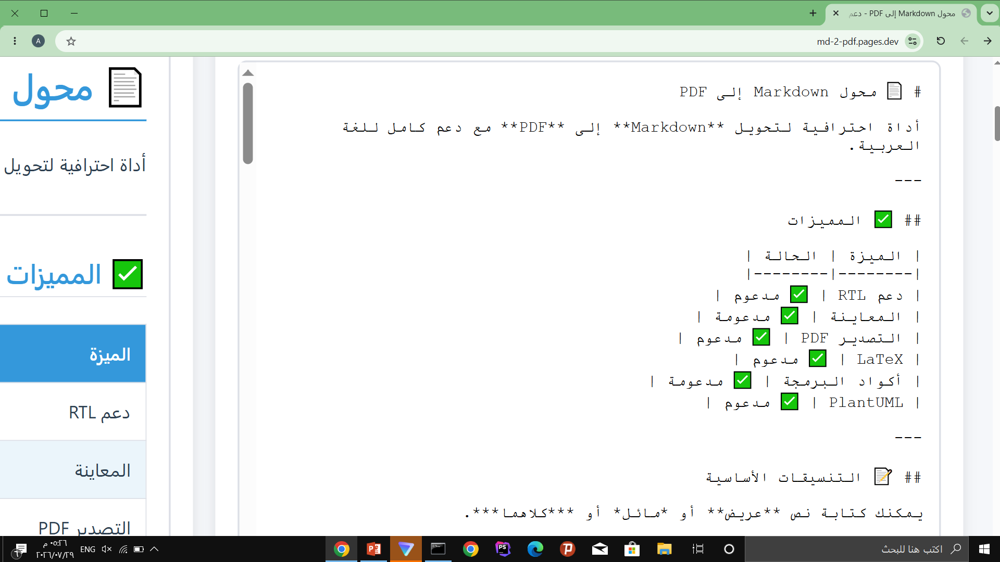 محول Markdown إلى PDF - دعم
md-2-pdf.pages.dev
A
# 📄 محول Markdown إلى PDF
أداة احترافية لتحويل **Markdown** إلى **PDF** مع دعم كامل للغة
العربية.
---
## ✅ المميزات
| الميزة | الحالة |
|--------|--------|
| دعم RTL | ✅ مدعوم |
| المعاينة | ✅ مدعومة |
| التصدير PDF | ✅ مدعوم |
| LaTeX | ✅ مدعوم |
| أكواد البرمجة | ✅ مدعومة |
| PlantUML | ✅ مدعوم |
---
## 📝 التنسيقات الأساسية
يمكنك كتابة نص **عريض** أو *مائل* أو ***كلاهما***.
📄 محول
أداة احترافية لتحويل
✅ المميزات
الميزة
دعم RTL
المعاينة
التصدير PDF
اكتب هنا للبحث
PS
ENG
٠٥:٢٦ م
٢٠٢٦/٠٧/٢٩
٦